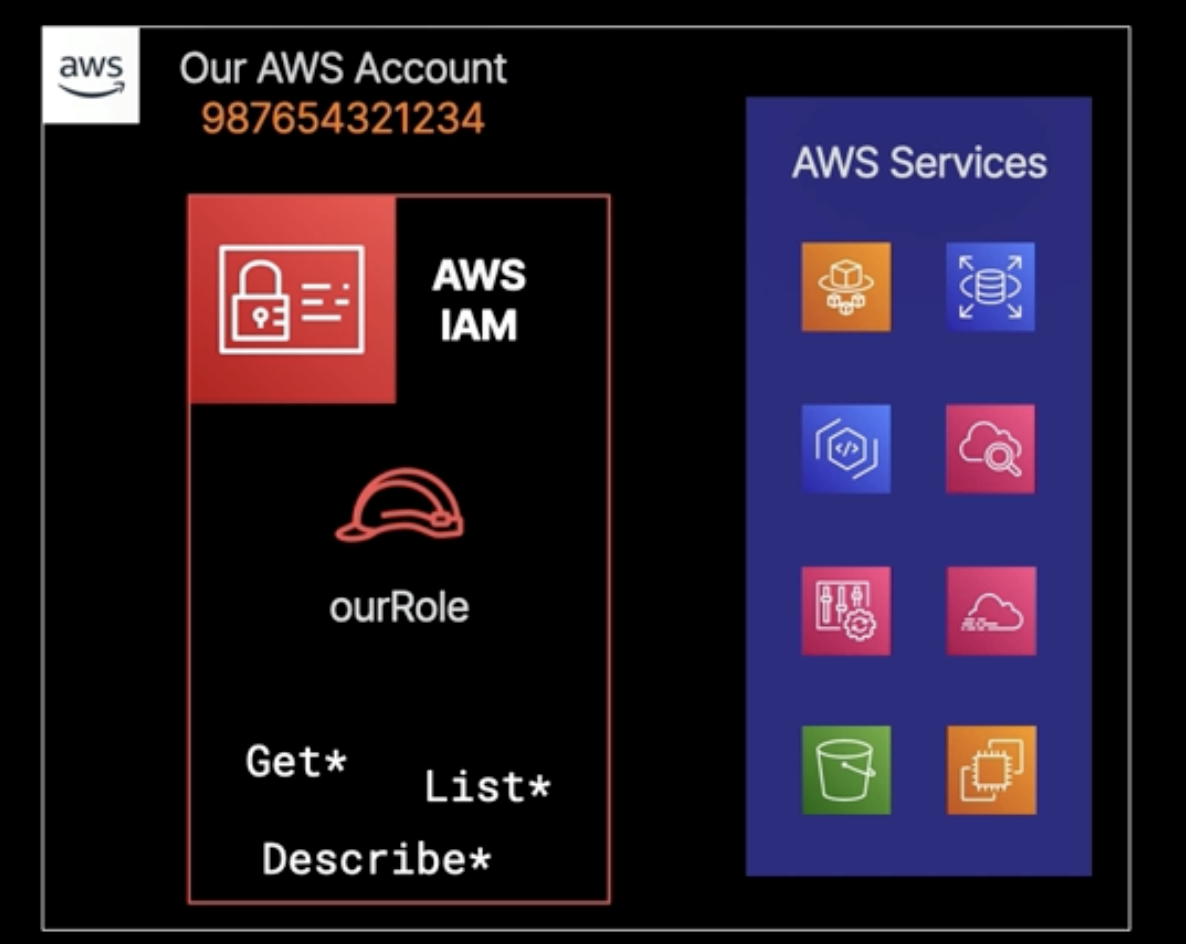 aws
Our AWS Account
987654321234
AWS Services
AWS
IAM
ourRole
Get*
List*
Describe*